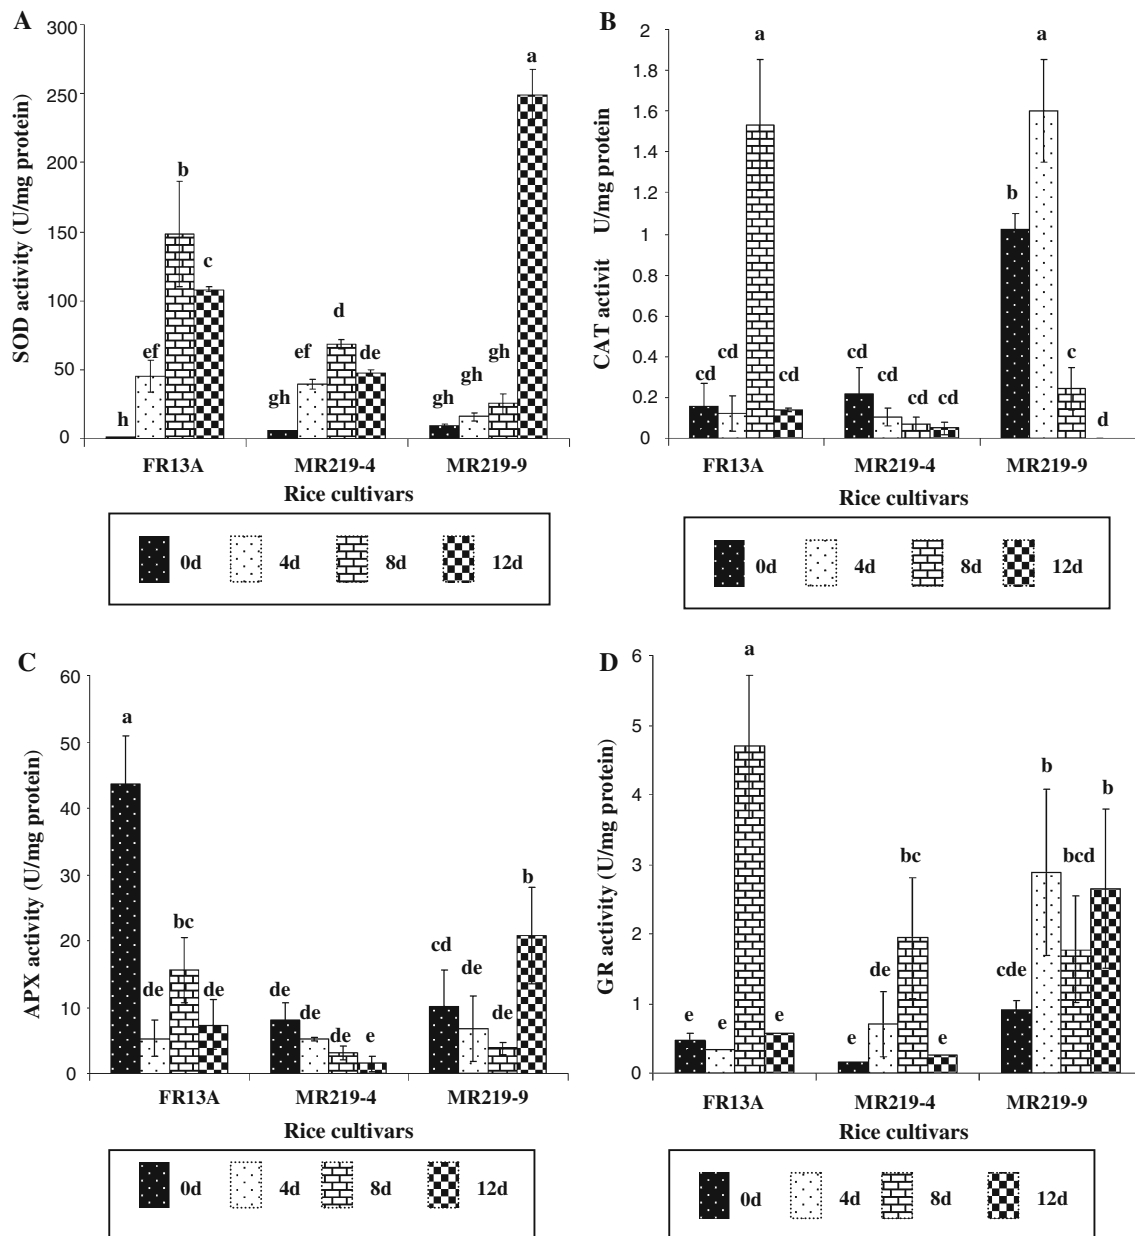 A
SOD activity (U/mg protein)
300
250
200
150
100
50
0
h
ef
b
c
gh
ef
d
de
gh
gh
gh
a
FR13A MR219-4 MR219-9
Rice cultivars
0d 4d 8d 12d
B
CAT activit U/mg protein
2
1.8
1.6
1.4
1.2
1
0.8
0.6
0.4
0.2
0
cd
cd
a
cd
cd
cd
cd
cd
b
a
c
d
FR13A MR219-4 MR219-9
Rice cultivars
0d 4d 8d 12d
C
APX activity (U/mg protein)
60
50
40
30
20
10
0
a
de
bc
de
de
de
de
e
cd
de
de
b
FR13A MR219-4 MR219-9
Rice cultivars
0d 4d 8d 12d
D
GR activity (U/mg protein)
6
5
4
3
2
1
0
e
e
a
e
e
de
bc
e
cde
b
bcd
b
FR13A MR219-4 MR219-9
Rice cultivars
0d 4d 8d 12d